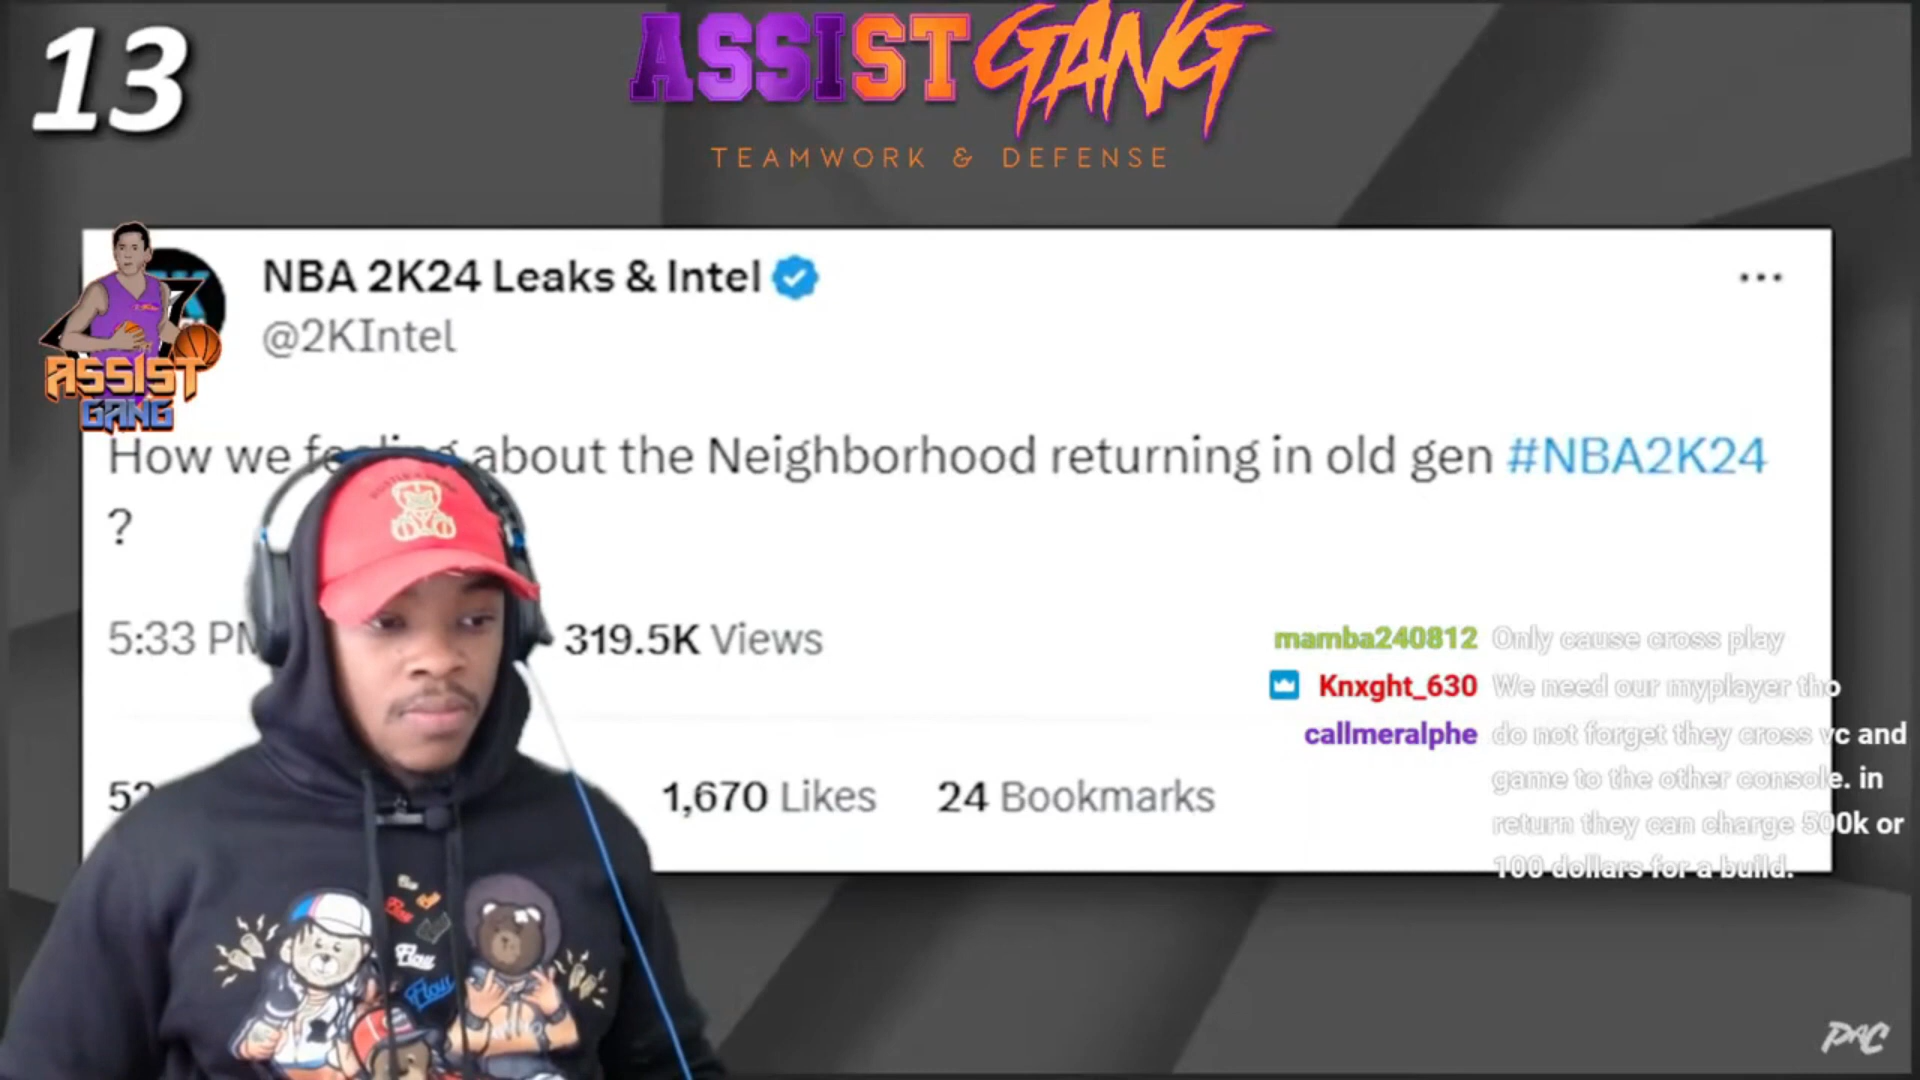 13
ASSIST GANG
TEAMWORK & DEFENSE
NBA 2K24 Leaks & Intel
@2KIntel
ASSIST
GANG
How we about the Neighborhood returning in old gen #NBA2K24
?
5:33 319.5K Views
mamba240812 Only cause cross play
Knxght_630 We need our myplayer tho
callmeralphe do not forget they cross vc and
game to the other console. in
return they can charge 500k or
100 dollars for a build.
1,670 Likes 24 Bookmarks
Flau
Flau
PAC